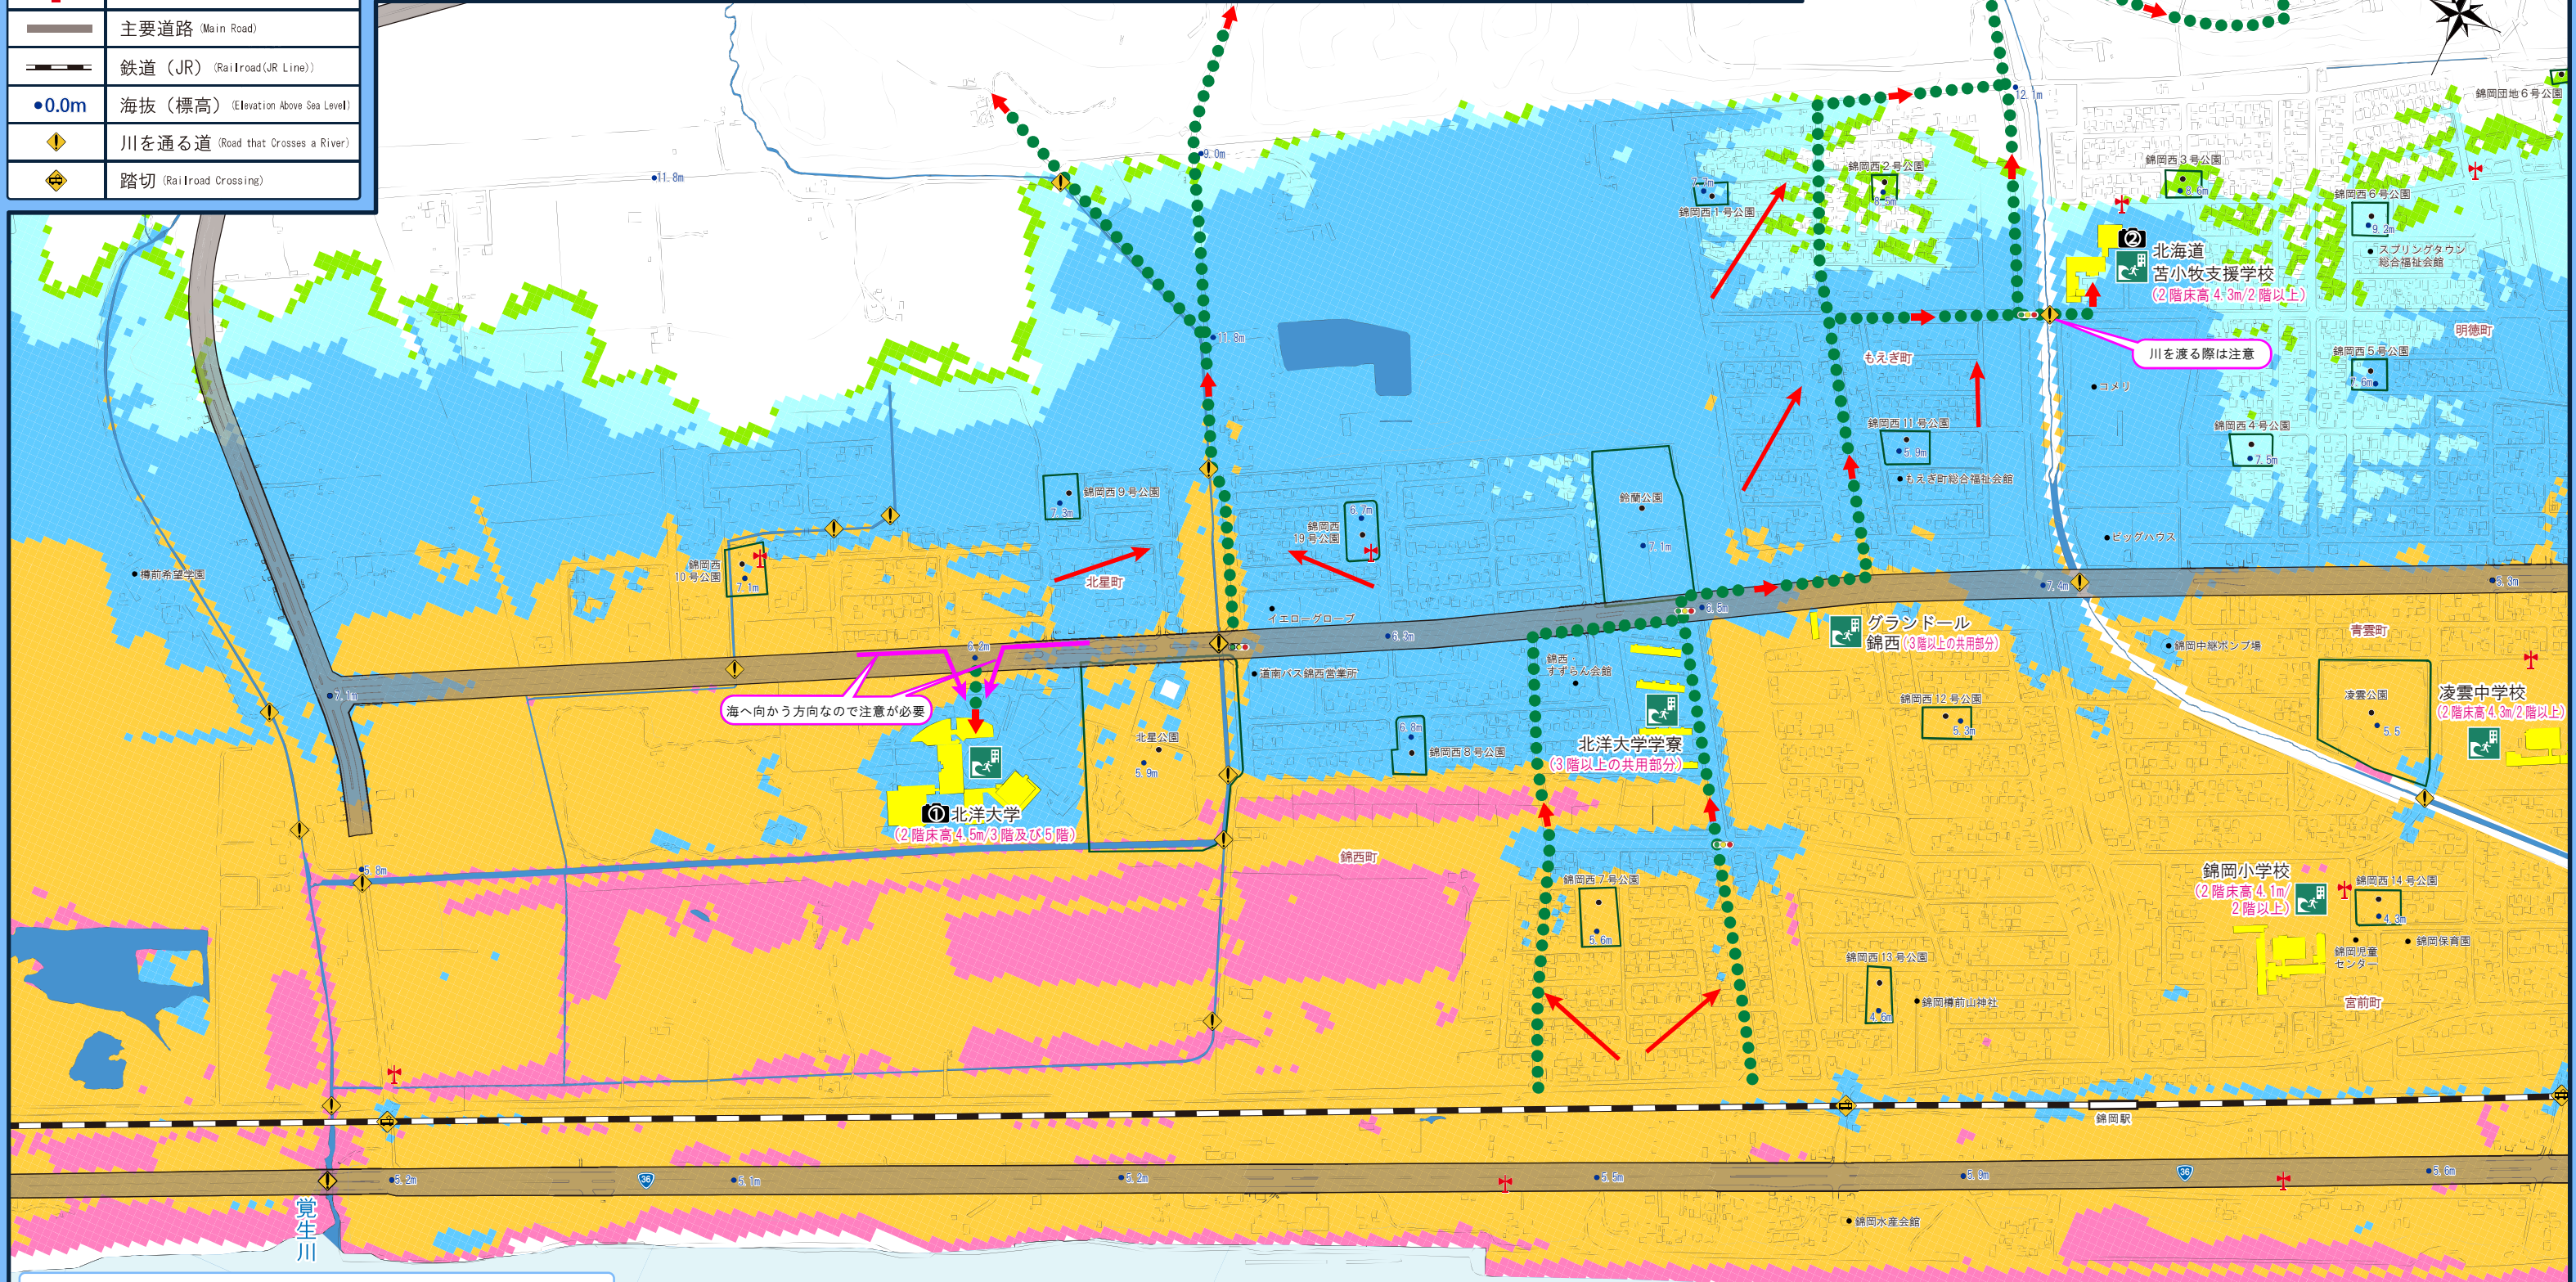 主要道路 (Main Road)
鉄道（JR） (Railroad(JR Line))
0.0m 海抜（標高） (Elevation Above Sea Level)
川を通る道 (Road that Crosses a River)
踏切 (Railroad Crossing)
錦岡団地６号公園
12.1m
9.0m
11.8m
錦岡西２号公園
8.5m
錦岡西３号公園
8.6m
錦岡西１号公園
錦岡西６号公園
9.2m
スプリングタウン
総合福祉会館
②
北海道
苫小牧支援学校
(２階床高４.３m/２階以上)
明徳町
川を渡る際は注意
もえぎ町
11.8m
錦岡西５号公園
7.6m
コメリ
錦岡西11号公園
5.9m
錦岡西４号公園
7.5m
もえぎ町総合福祉会館
錦岡西９号公園
7.3m
鈴蘭公園
7.1m
6.7m
錦岡西
19号公園
ビッグハウス
樽前希望学園
錦岡西
10号公園
7.1m
北星町
7.4m
5.3m
イエローグローブ
6.5m
6.3m
グランドール
錦西(３階以上の共用部分)
青雲町
錦岡中継ポンプ場
6.2m
道南バス錦西営業所
錦西・
すずらん会館
7.1m
海へ向かう方向なので注意が必要
錦岡西12号公園
5.3m
凌雲公園
5.5
凌雲中学校
(２階床高４.３m/２階以上)
北星公園
5.9m
6.8m
錦岡西８号公園
北洋大学学寮
(３階以上の共用部分)
①北洋大学
(２階床高４.５m/３階及び５階)
錦西町
5.8m
錦岡西７号公園
5.6m
錦岡小学校
(２階床高４.１m/
２階以上)
錦岡西14号公園
4.3m
錦岡児童
センター
錦岡保育園
錦岡西13号公園
4.6m
錦岡樽前山神社
宮前町
錦岡駅
5.2m
36
5.1m
5.2m
5.5m
5.9m
36
5.6m
覚生川
錦岡水産会館